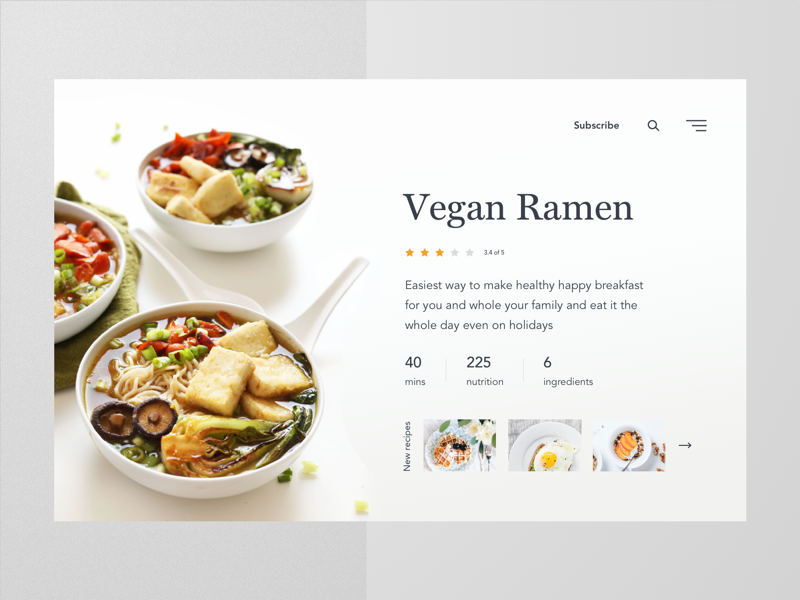 Subscribe
Vegan Ramen
3.4 of 5
Easiest way to make healthy happy breakfast
for you and whole your family and eat it the
whole day even on holidays
40
mins
225
nutrition
6
ingredients
New recipes